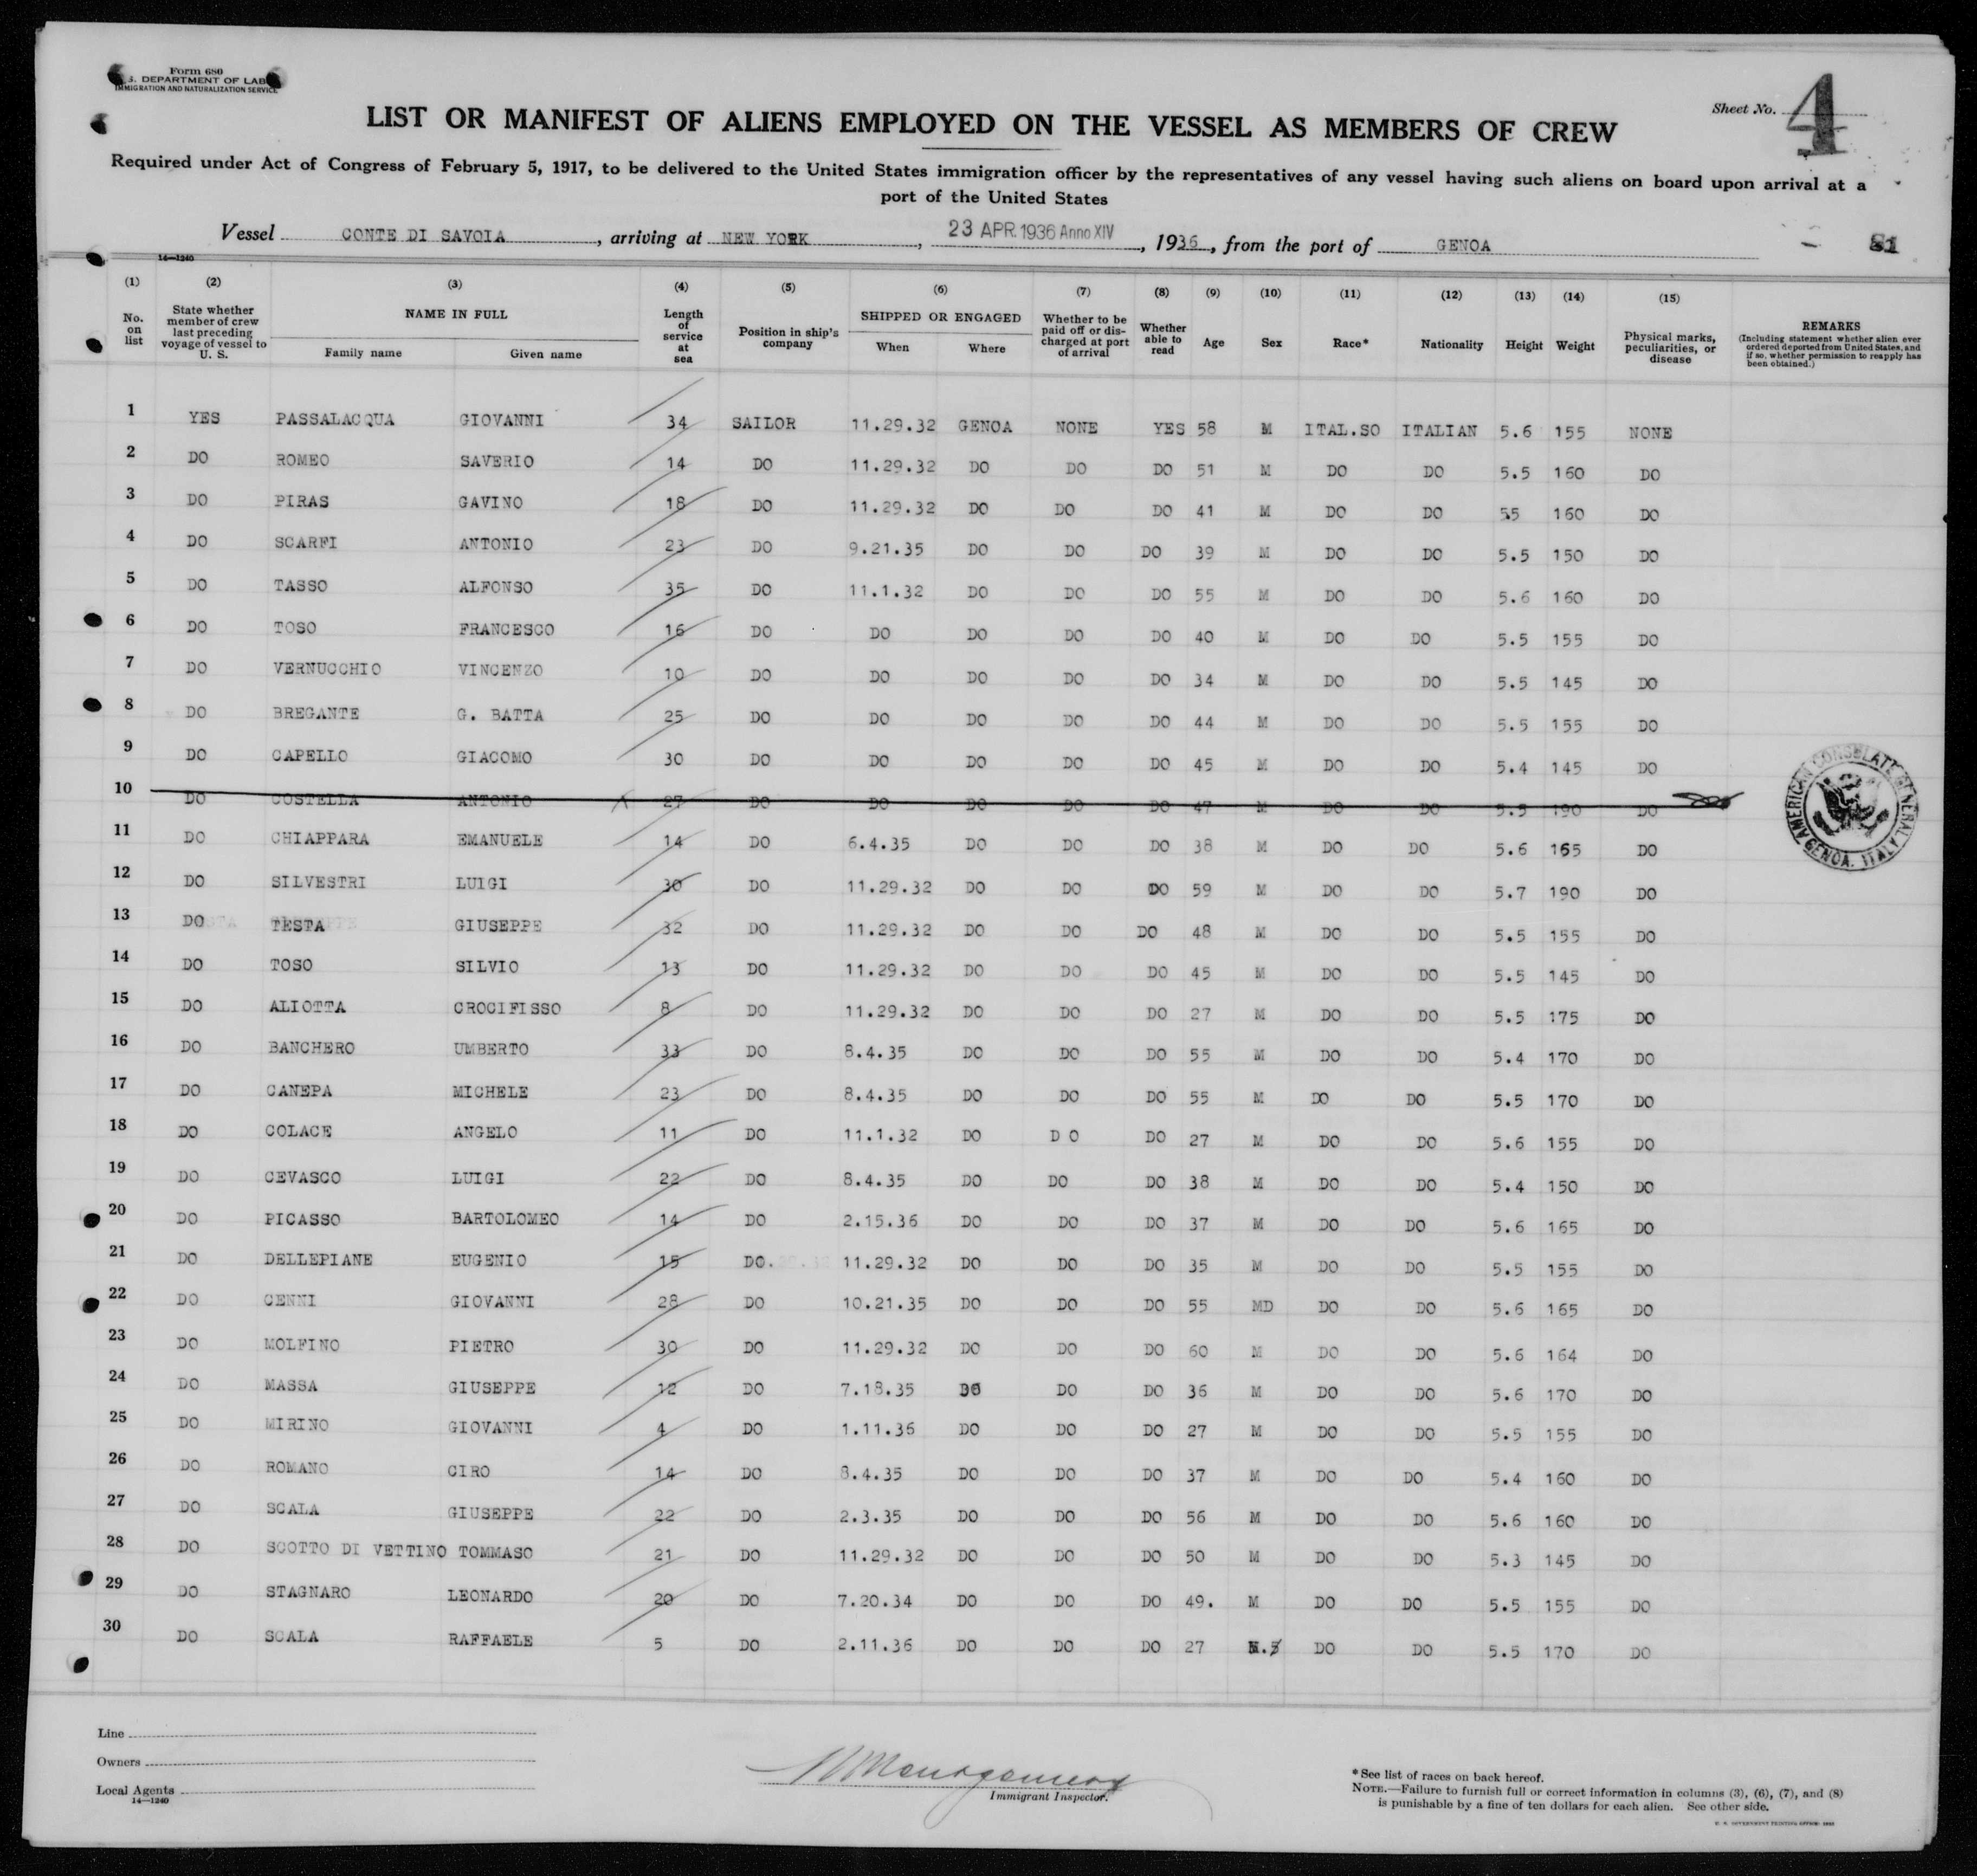 Form 680
U.S. DEPARTMENT OF LABOR
IMMIGRATION AND NATURALIZATION SERVICE
Sheet No. 4
LIST OR MANIFEST OF ALIENS EMPLOYED ON THE VESSEL AS MEMBERS OF CREW
Required under Act of Congress of February 5, 1917, to be delivered to the United States immigration officer by the representatives of any vessel having such aliens on board upon arrival at a
port of the United States
Vessel CONTE DI SAVOIA, arriving at NEW YORK, 23 APR. 1936 Anno XIV, 1936, from the port of GENOA
14—1240
(1) (2) (3) (4) (5) (6) (7) (8) (9) (10) (11) (12) (13) (14) (15)
No. on list State whether member of crew last preceding voyage of vessel to U. S. NAME IN FULL Family name Given name Length of service at sea Position in ship's company SHIPPED OR ENGAGED When Where Whether to be paid off or discharged at port of arrival Whether able to read Age Sex Race* Nationality Height Weight Physical marks, peculiarities, or disease REMARKS (Including statement whether alien ever ordered deported from United States, and if so, whether permission to reapply has been obtained.)
1 YES PASSALACQUA GIOVANNI 34 SAILOR 11.29.32 GENOA NONE YES 58 M ITAL.SO ITALIAN 5.6 155 NONE
2 DO ROMEO SAVERIO 14 DO 11.29.32 DO DO DO 51 M DO DO 5.5 160 DO
3 DO PIRAS GAVINO 18 DO 11.29.32 DO DO DO 41 M DO DO 55 160 DO
4 DO SCARFI ANTONIO 23 DO 9.21.35 DO DO DO 39 M DO DO 5.5 150 DO
5 DO TASSO ALFONSO 35 DO 11.1.32 DO DO DO 55 M DO DO 5.6 160 DO
6 DO TOSO FRANCESCO 16 DO DO DO DO DO 40 M DO DO 5.5 155 DO
7 DO VERNUCCHIO VINCENZO 10 DO DO DO DO DO 34 M DO DO 5.5 145 DO
8 DO BREGANTE G. BATTA 25 DO DO DO DO DO 44 M DO DO 5.5 155 DO
9 DO CAPELLO GIACOMO 30 DO DO DO DO DO 45 M DO DO 5.4 145 DO
10 DO COSTELLA ANTONIO 27 DO DO DO DO DO 47 M DO DO 5.5 190 DO
11 DO CHIAPPARA EMANUELE 14 DO 6.4.35 DO DO DO 38 M DO DO 5.6 165 DO
12 DO SILVESTRI LUIGI 30 DO 11.29.32 DO DO DO 59 M DO DO 5.7 190 DO
13 DO TESTA GIUSEPPE 32 DO 11.29.32 DO DO DO 48 M DO DO 5.5 155 DO
14 DO TOSO SILVIO 13 DO 11.29.32 DO DO DO 45 M DO DO 5.5 145 DO
15 DO ALIOTTA CROCIFISSO 8 DO 11.29.32 DO DO DO 27 M DO DO 5.5 175 DO
16 DO BANCHERO UMBERTO 33 DO 8.4.35 DO DO DO 55 M DO DO 5.4 170 DO
17 DO CANEPA MICHELE 23 DO 8.4.35 DO DO DO 55 M DO DO 5.5 170 DO
18 DO COLACE ANGELO 11 DO 11.1.32 DO D O DO 27 M DO DO 5.6 155 DO
19 DO CEVASCO LUIGI 22 DO 8.4.35 DO DO DO 38 M DO DO 5.4 150 DO
20 DO PICASSO BARTOLOMEO 14 DO 2.15.36 DO DO DO 37 M DO DO 5.6 165 DO
21 DO DELLEPIANE EUGENIO 15 DO. 11.29.32 DO DO DO 35 M DO DO 5.5 155 DO
22 DO CENNI GIOVANNI 28 DO 10.21.35 DO DO DO 55 MD DO DO 5.6 165 DO
23 DO MOLFINO PIETRO 30 DO 11.29.32 DO DO DO 60 M DO DO 5.6 164 DO
24 DO MASSA GIUSEPPE 12 DO 7.18.35 DO DO DO 36 M DO DO 5.6 170 DO
25 DO MIRINO GIOVANNI 4 DO 1.11.36 DO DO DO 27 M DO DO 5.5 155 DO
26 DO ROMANO CIRO 14 DO 8.4.35 DO DO DO 37 M DO DO 5.4 160 DO
27 DO SCALA GIUSEPPE 22 DO 2.3.35 DO DO DO 56 M DO DO 5.6 160 DO
28 DO SCOTTO DI VETTINO TOMMASO 21 DO 11.29.32 DO DO DO 50 M DO DO 5.3 145 DO
29 DO STAGNARO LEONARDO 20 DO 7.20.34 DO DO DO 49. M DO DO 5.5 155 DO
30 DO SCALA RAFFAELE 5 DO 2.11.36 DO DO DO 27 DO DO 5.5 170 DO
AMERICAN CONSULATE GENERAL GENOA, ITALY
Line
Owners
Local Agents
14—1240
Immigrant Inspector.
* See list of races on back hereof.
NOTE.—Failure to furnish full or correct information in columns (3), (6), (7), and (8)
is punishable by a fine of ten dollars for each alien. See other side.